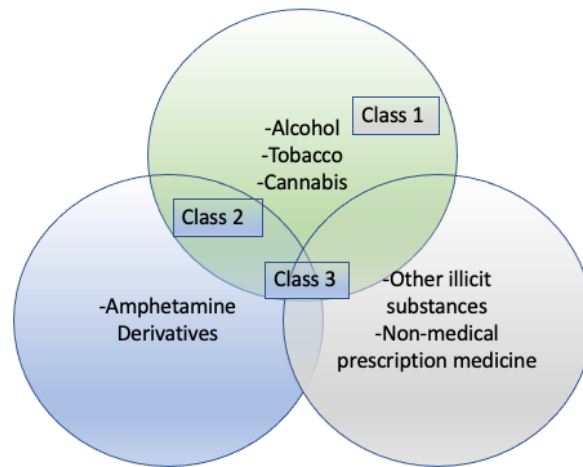 Class 1
-Alcohol
-Tobacco
-Cannabis
Class 2
Class 3
-Amphetamine
Derivatives
-Other illicit
substances
-Non-medical
prescription medicine